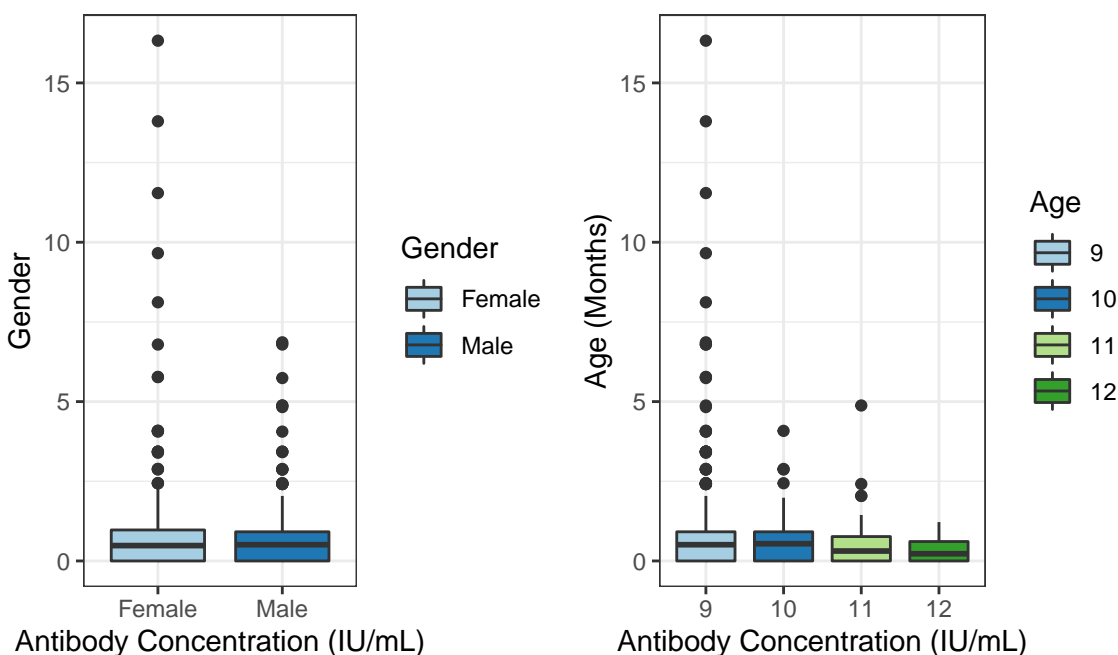 15
10
5
0
Gender
Female
Male
Antibody Concentration (IU/mL)
Gender
Female
Male
15
10
5
0
Age (Months)
9
10
11
12
Antibody Concentration (IU/mL)
Age
9
10
11
12